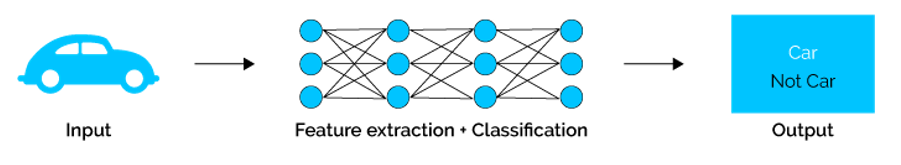 Car
Not Car
Input
Feature extraction + Classification
Output